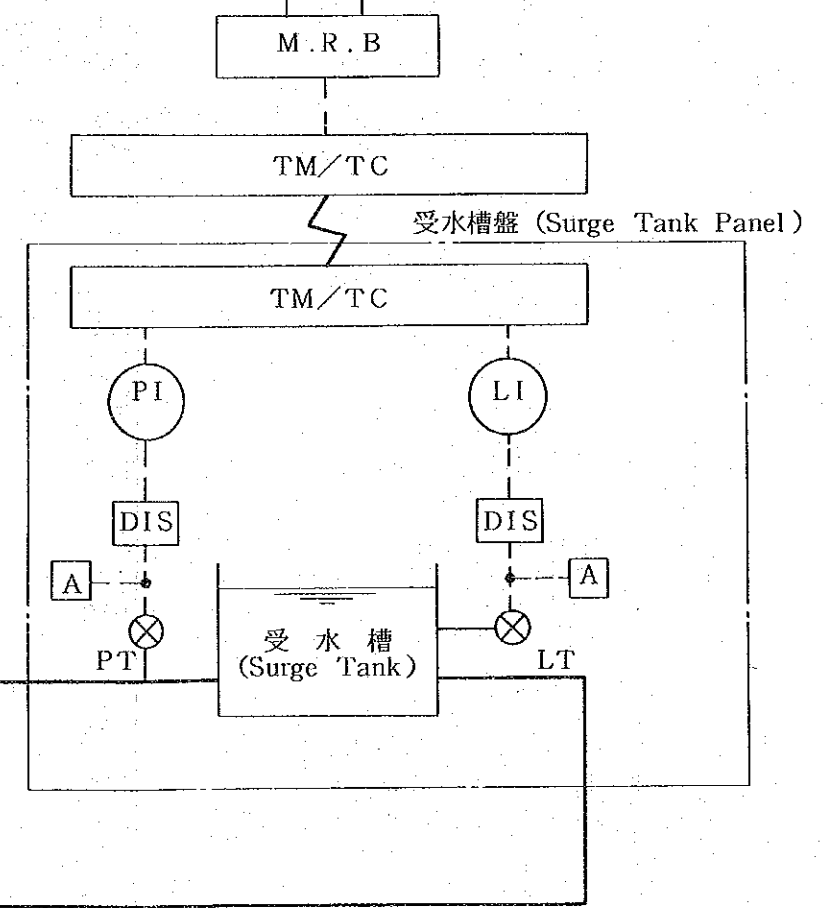 M.R.B
TM/TC
受水槽盤 (Surge Tank Panel)
TM/TC
PI LI
DIS DIS
A A
受水槽
(Surge Tank)
PT LT